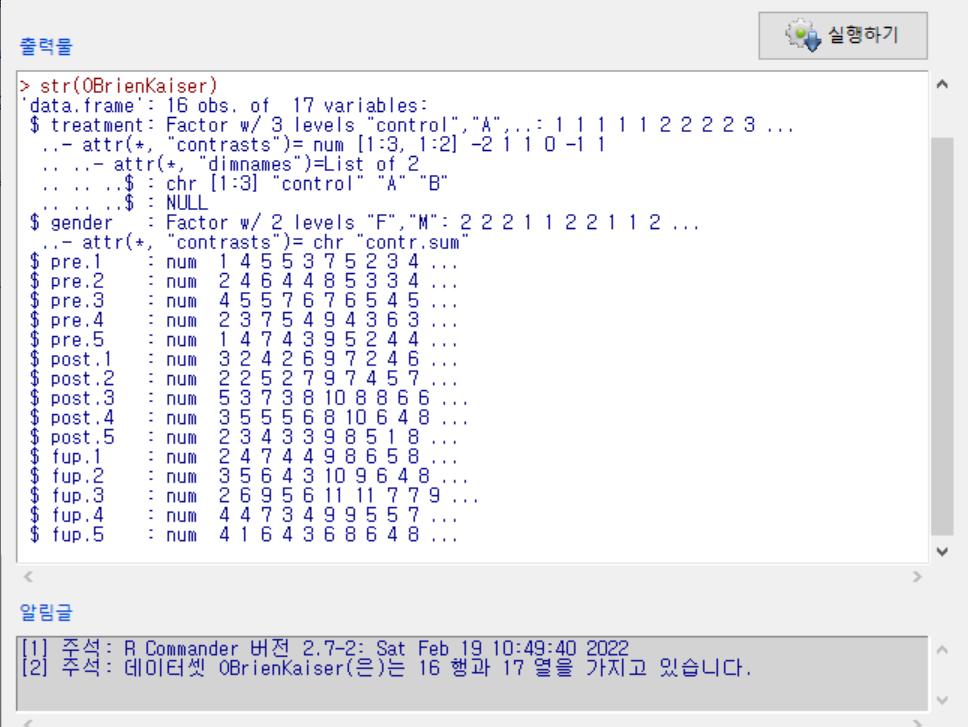 실행하기
출력물
> str(OBrienKaiser)
'data.frame': 16 obs. of  17 variables:
 $ treatment: Factor w/ 3 levels "control","A",..: 1 1 1 1 1 2 2 2 2 3 ...
  ..- attr(*, "contrasts")= num [1:3, 1:2] -2 1 1 0 -1 1
  .. ..- attr(*, "dimnames")=List of 2
  .. .. ..$ : chr [1:3] "control" "A" "B"
  .. .. ..$ : NULL
 $ gender   : Factor w/ 2 levels "F","M": 2 2 2 1 1 2 2 1 1 2 ...
  ..- attr(*, "contrasts")= chr "contr.sum"
 $ pre.1    : num  1 4 5 5 3 7 5 2 3 4 ...
 $ pre.2    : num  2 4 6 4 4 8 5 3 3 4 ...
 $ pre.3    : num  4 5 5 7 6 7 6 5 4 5 ...
 $ pre.4    : num  2 3 7 5 4 9 4 3 6 3 ...
 $ pre.5    : num  1 4 7 4 3 9 5 2 4 4 ...
 $ post.1   : num  3 2 4 2 6 9 7 2 4 6 ...
 $ post.2   : num  2 2 5 2 7 9 7 4 5 7 ...
 $ post.3   : num  5 3 7 3 8 10 8 8 6 6 ...
 $ post.4   : num  3 5 5 5 6 8 10 6 4 8 ...
 $ post.5   : num  2 3 4 3 3 9 8 5 1 8 ...
 $ fup.1    : num  2 4 7 4 4 9 8 6 5 8 ...
 $ fup.2    : num  3 5 6 4 3 10 9 6 4 8 ...
 $ fup.3    : num  2 6 9 5 6 11 11 7 7 9 ...
 $ fup.4    : num  4 4 7 3 4 9 9 5 5 7 ...
 $ fup.5    : num  4 1 6 4 3 6 8 6 4 8 ...
알림글
[1] 주석: R Commander 버전 2.7-2: Sat Feb 19 10:49:40 2022
[2] 주석: 데이터셋 OBrienKaiser(은)는 16 행과 17 열을 가지고 있습니다.